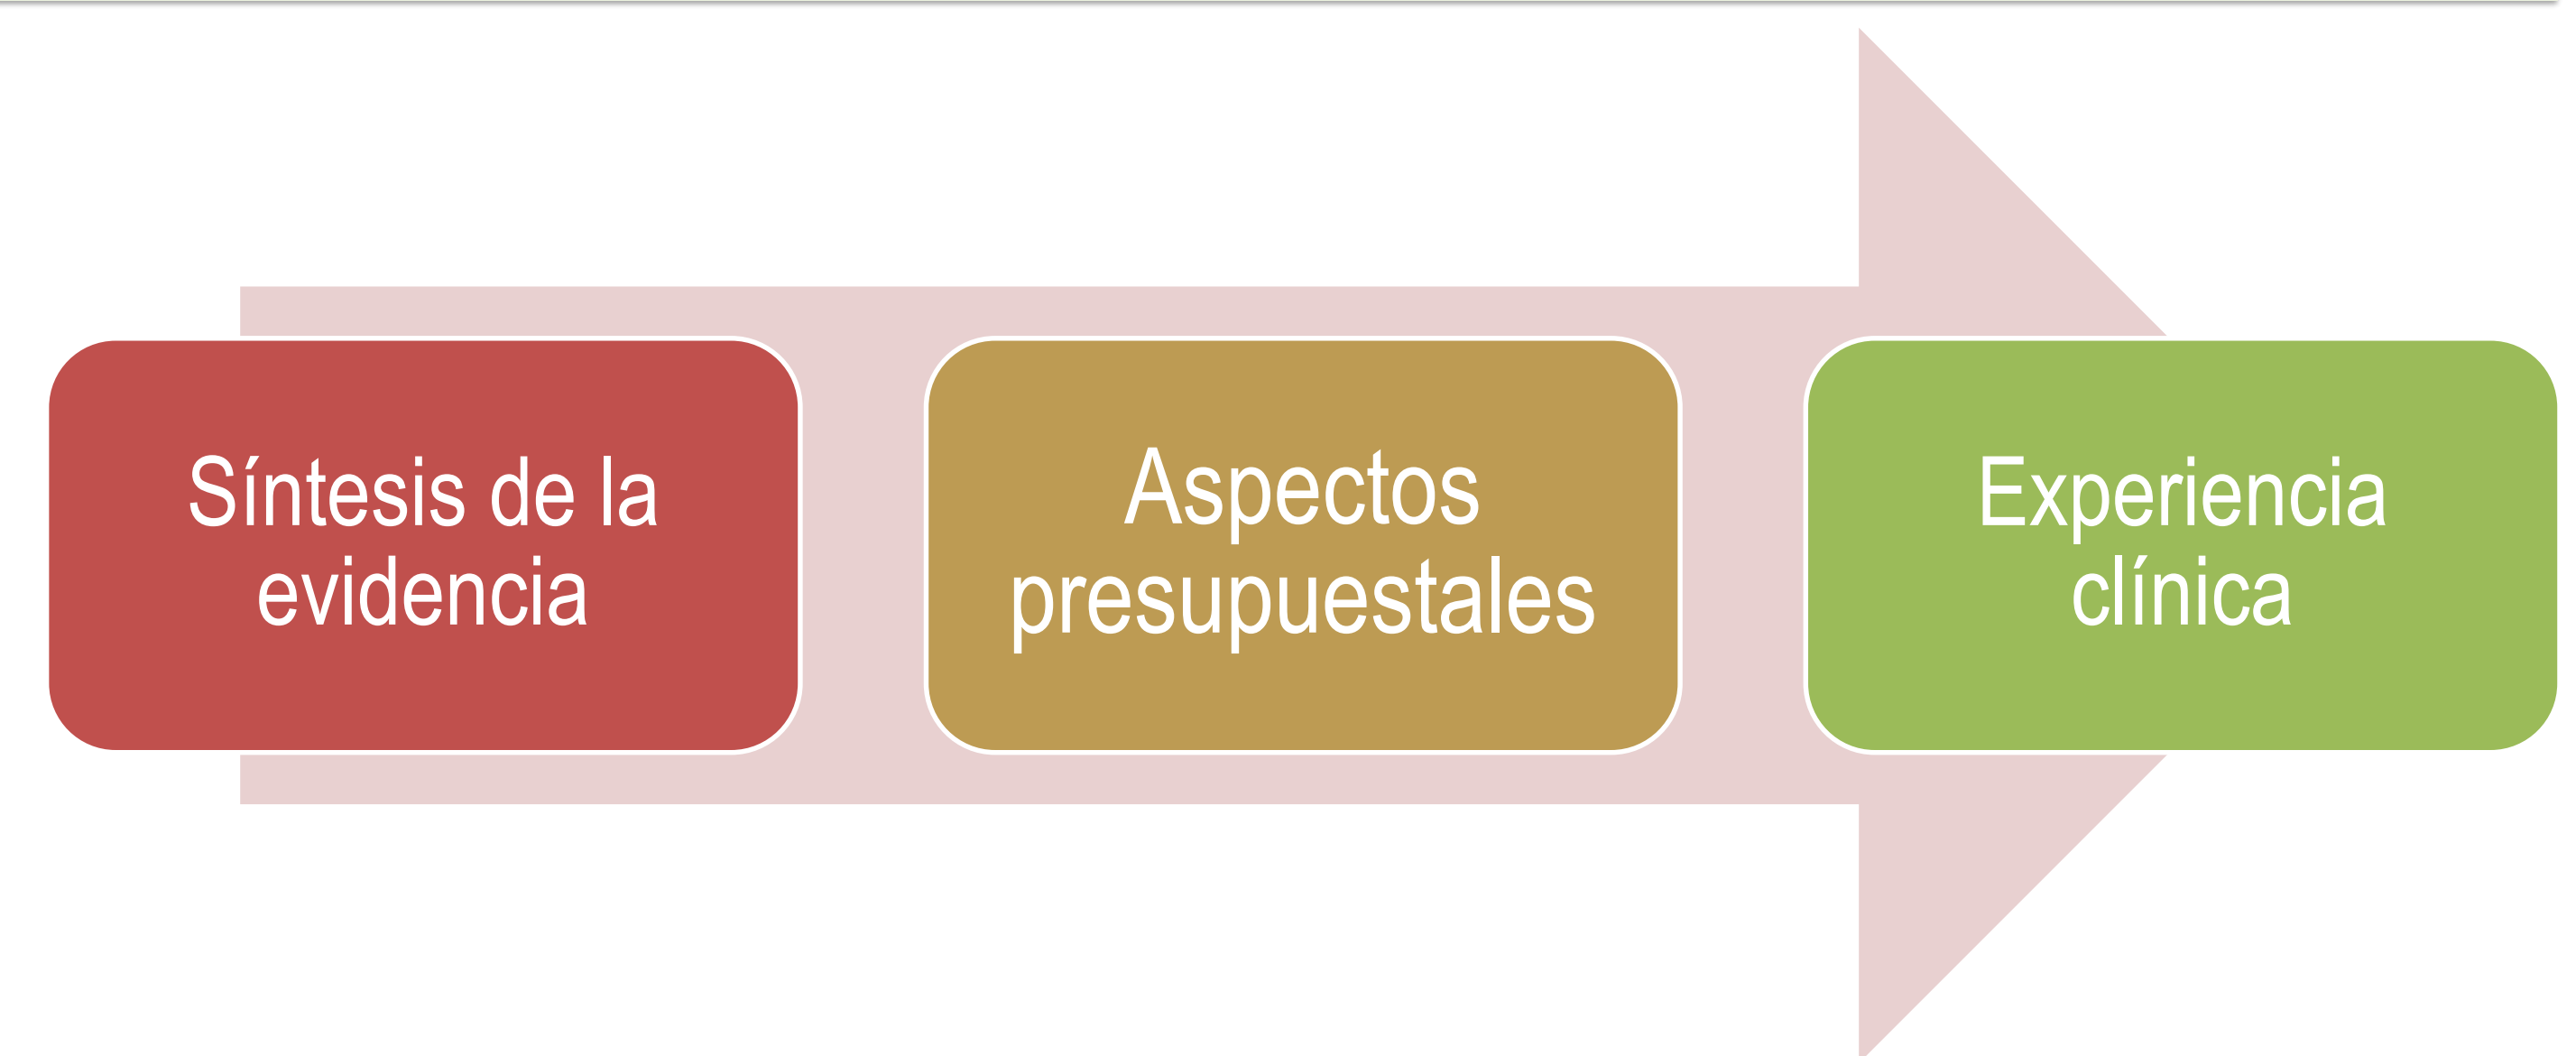 Síntesis de la
evidencia
Aspectos
presupuestales
Experiencia
clínica